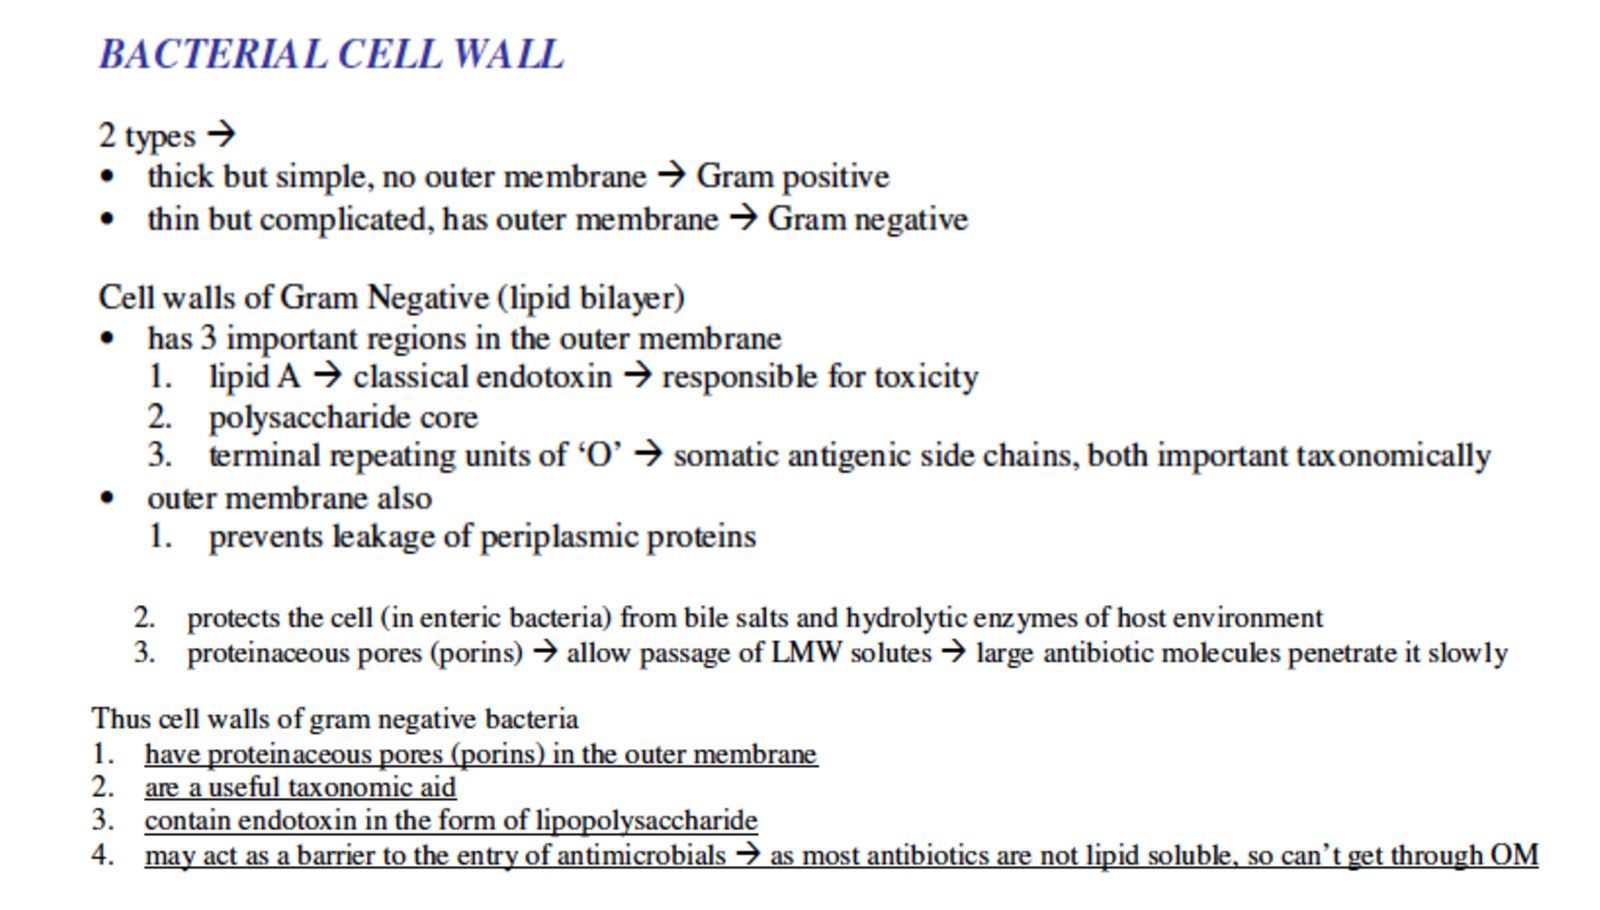 BACTERIAL CELL WALL
2 types →
• thick but simple, no outer membrane → Gram positive
• thin but complicated, has outer membrane → Gram negative
Cell walls of Gram Negative (lipid bilayer)
• has 3 important regions in the outer membrane
1. lipid A → classical endotoxin → responsible for toxicity
2. polysaccharide core
3. terminal repeating units of ‘O’ → somatic antigenic side chains, both important taxonomically
• outer membrane also
1. prevents leakage of periplasmic proteins
2. protects the cell (in enteric bacteria) from bile salts and hydrolytic enzymes of host environment
3. proteinaceous pores (porins) → allow passage of LMW solutes → large antibiotic molecules penetrate it slowly
Thus cell walls of gram negative bacteria
1. have proteinaceous pores (porins) in the outer membrane
2. are a useful taxonomic aid
3. contain endotoxin in the form of lipopolysaccharide
4. may act as a barrier to the entry of antimicrobials → as most antibiotics are not lipid soluble, so can’t get through OM